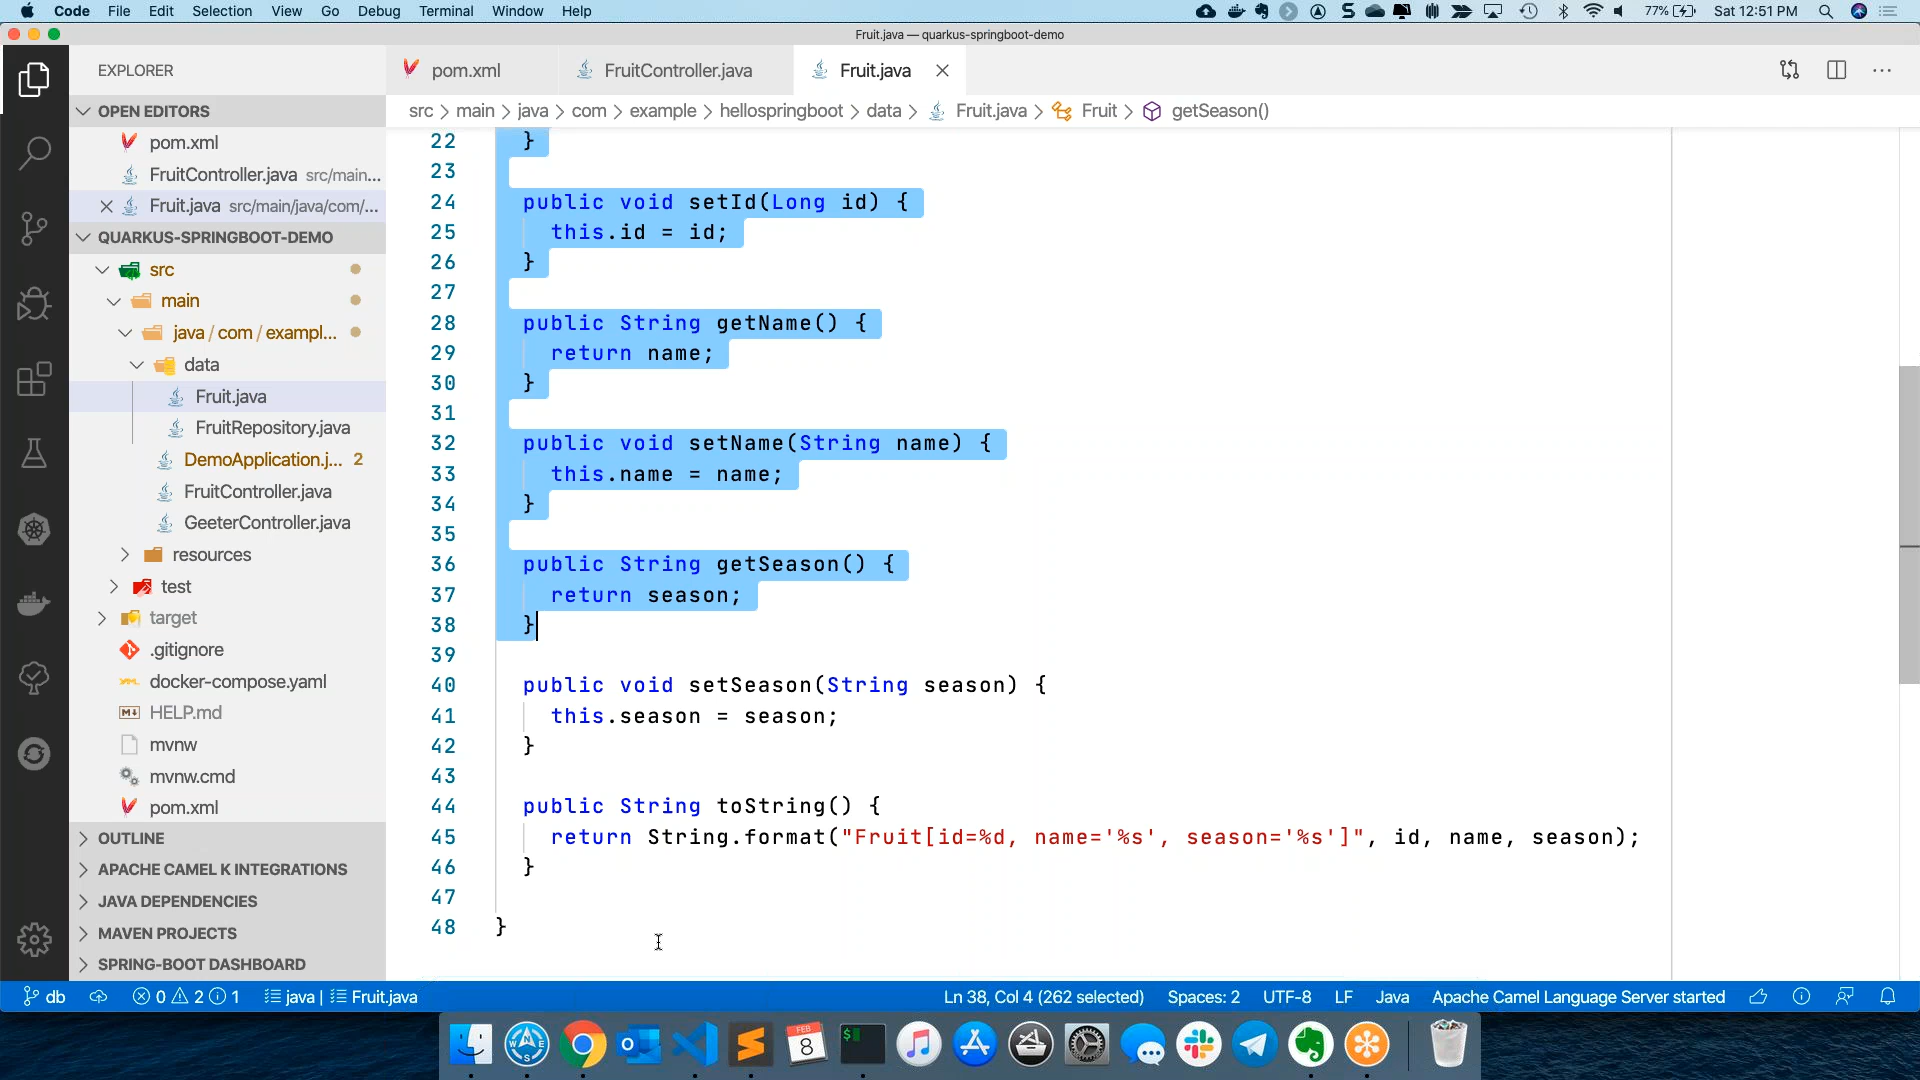 Code File Edit Selection View Go Debug Terminal Window Help 77% Sat 12:51 PM
Fruit.java — quarkus-springboot-demo
EXPLORER
pom.xml FruitController.java Fruit.java
src > main > java > com > example > hellospringboot > data > Fruit.java > Fruit > getSeason()
OPEN EDITORS
pom.xml
FruitController.java src/main...
Fruit.java src/main/java/com/...
QUARKUS-SPRINGBOOT-DEMO
src
main
java / com / exampl...
data
Fruit.java
FruitRepository.java
DemoApplication.j... 2
FruitController.java
GeeterController.java
resources
test
target
.gitignore
docker-compose.yaml
HELP.md
mvnw
mvnw.cmd
pom.xml
OUTLINE
APACHE CAMEL K INTEGRATIONS
JAVA DEPENDENCIES
MAVEN PROJECTS
SPRING-BOOT DASHBOARD
22 }
23
24 public void setId(Long id) {
25 this.id = id;
26 }
27
28 public String getName() {
29 return name;
30 }
31
32 public void setName(String name) {
33 this.name = name;
34 }
35
36 public String getSeason() {
37 return season;
38 }
39
40 public void setSeason(String season) {
41 this.season = season;
42 }
43
44 public String toString() {
45 return String.format("Fruit[id=%d, name='%s', season='%s']", id, name, season);
46 }
47
48 }
db 0 2 1 java | Fruit.java Ln 38, Col 4 (262 selected) Spaces: 2 UTF-8 LF Java Apache Camel Language Server started
FEB
8